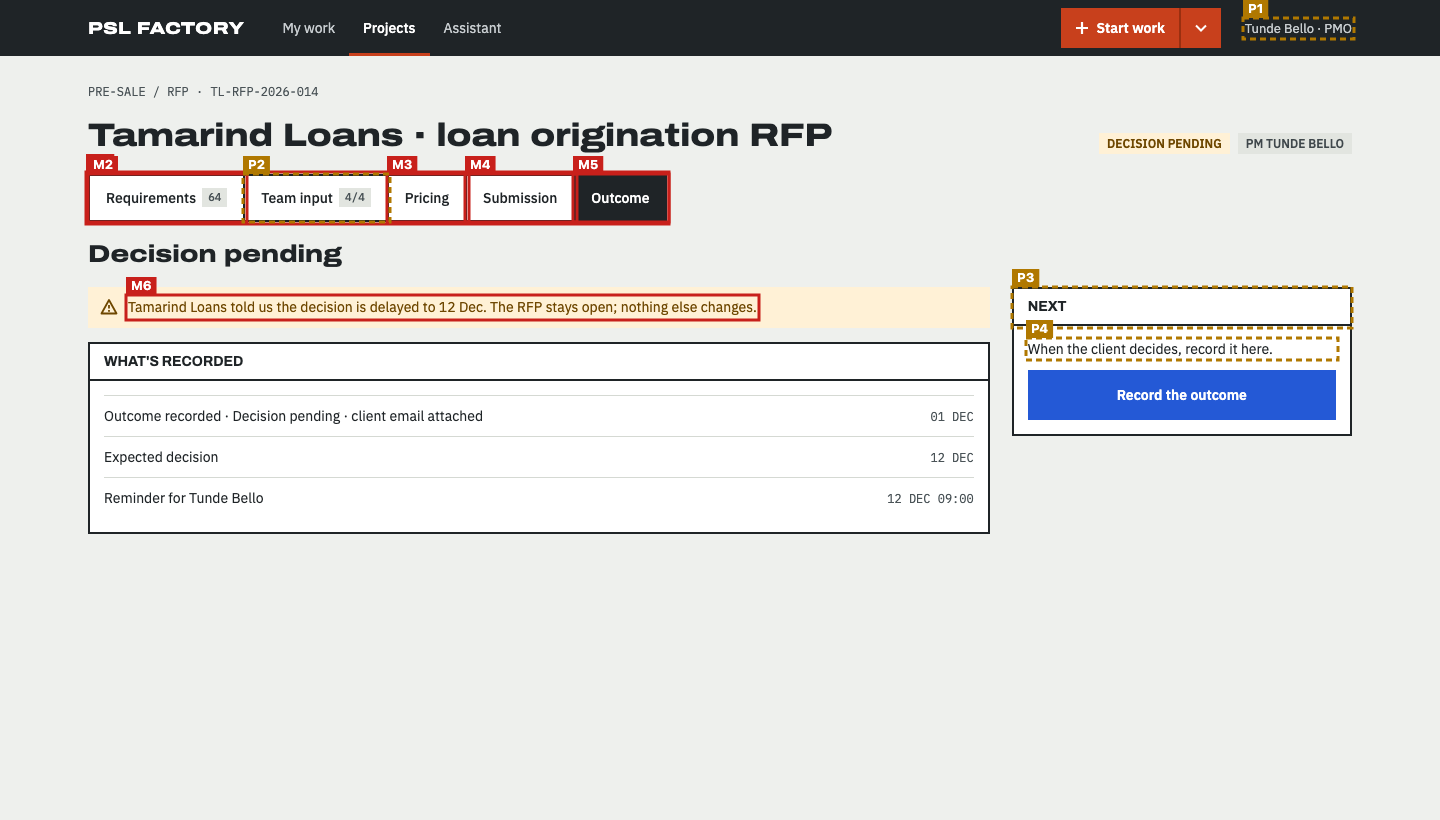 PSL FACTORY My work Projects Assistant + Start work P1 Tunde Bello · PMO
PRE-SALE / RFP · TL-RFP-2026-014
Tamarind Loans · loan origination RFP
DECISION PENDING PM TUNDE BELLO
M2 P2 M3 M4 M5
Requirements 64 Team input 4/4 Pricing Submission Outcome
Decision pending
M6
Tamarind Loans told us the decision is delayed to 12 Dec. The RFP stays open; nothing else changes.
WHAT'S RECORDED
Outcome recorded · Decision pending · client email attached 01 DEC
Expected decision 12 DEC
Reminder for Tunde Bello 12 DEC 09:00
P3
NEXT
P4
When the client decides, record it here.
Record the outcome